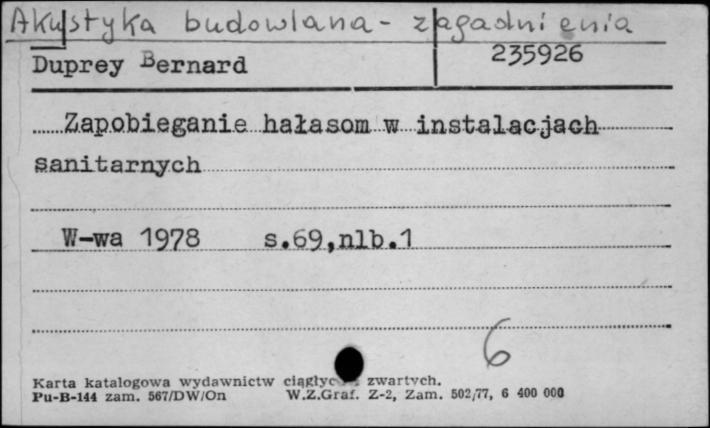 Akustyka budowlana - zagadnienia
Duprey Bernard 235926
Zapobieganie hałasom w instalacjach
sanitarnych
W-wa 1978 s.69,nlb.1
6
Karta katalogowa wydawnictw zwartych.
Pu-B-144 zam. 567/DW/On W.Z.Graf. Z-2, Zam. 502/77, 6 400 000